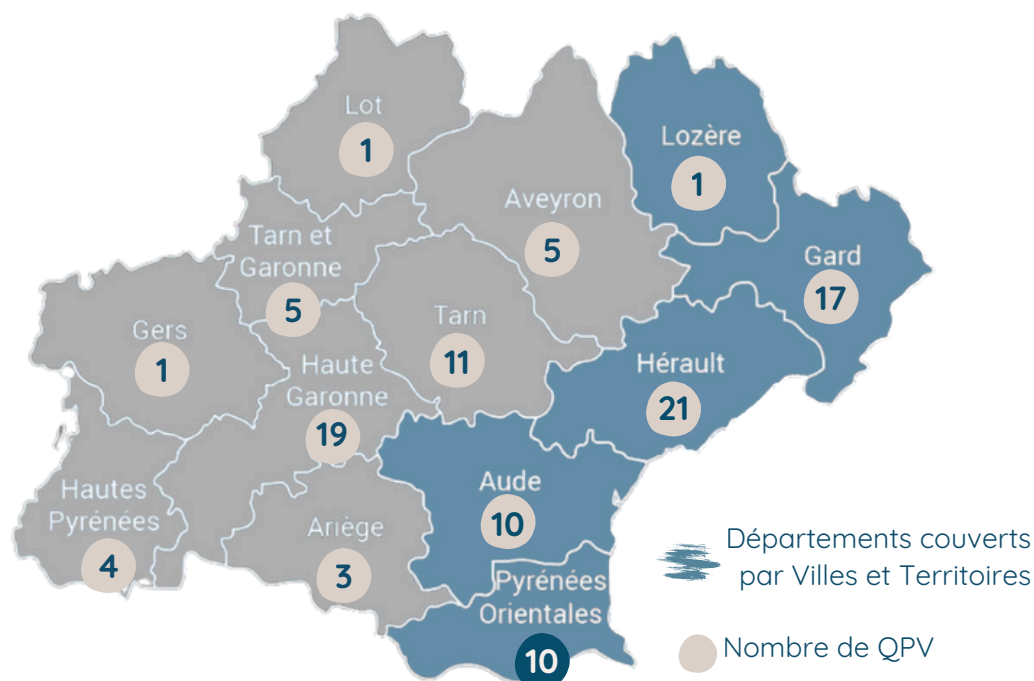 Lot
1
Lozère
1
Aveyron
5
Tarn et
Garonne
5
Gard
17
Gers
1
Tarn
11
Haute
Garonne
19
Hérault
21
Hautes
Pyrénées
4
Ariège
3
Aude
10
Pyrénées
Orientales
10
Départements couverts
par Villes et Territoires
Nombre de QPV